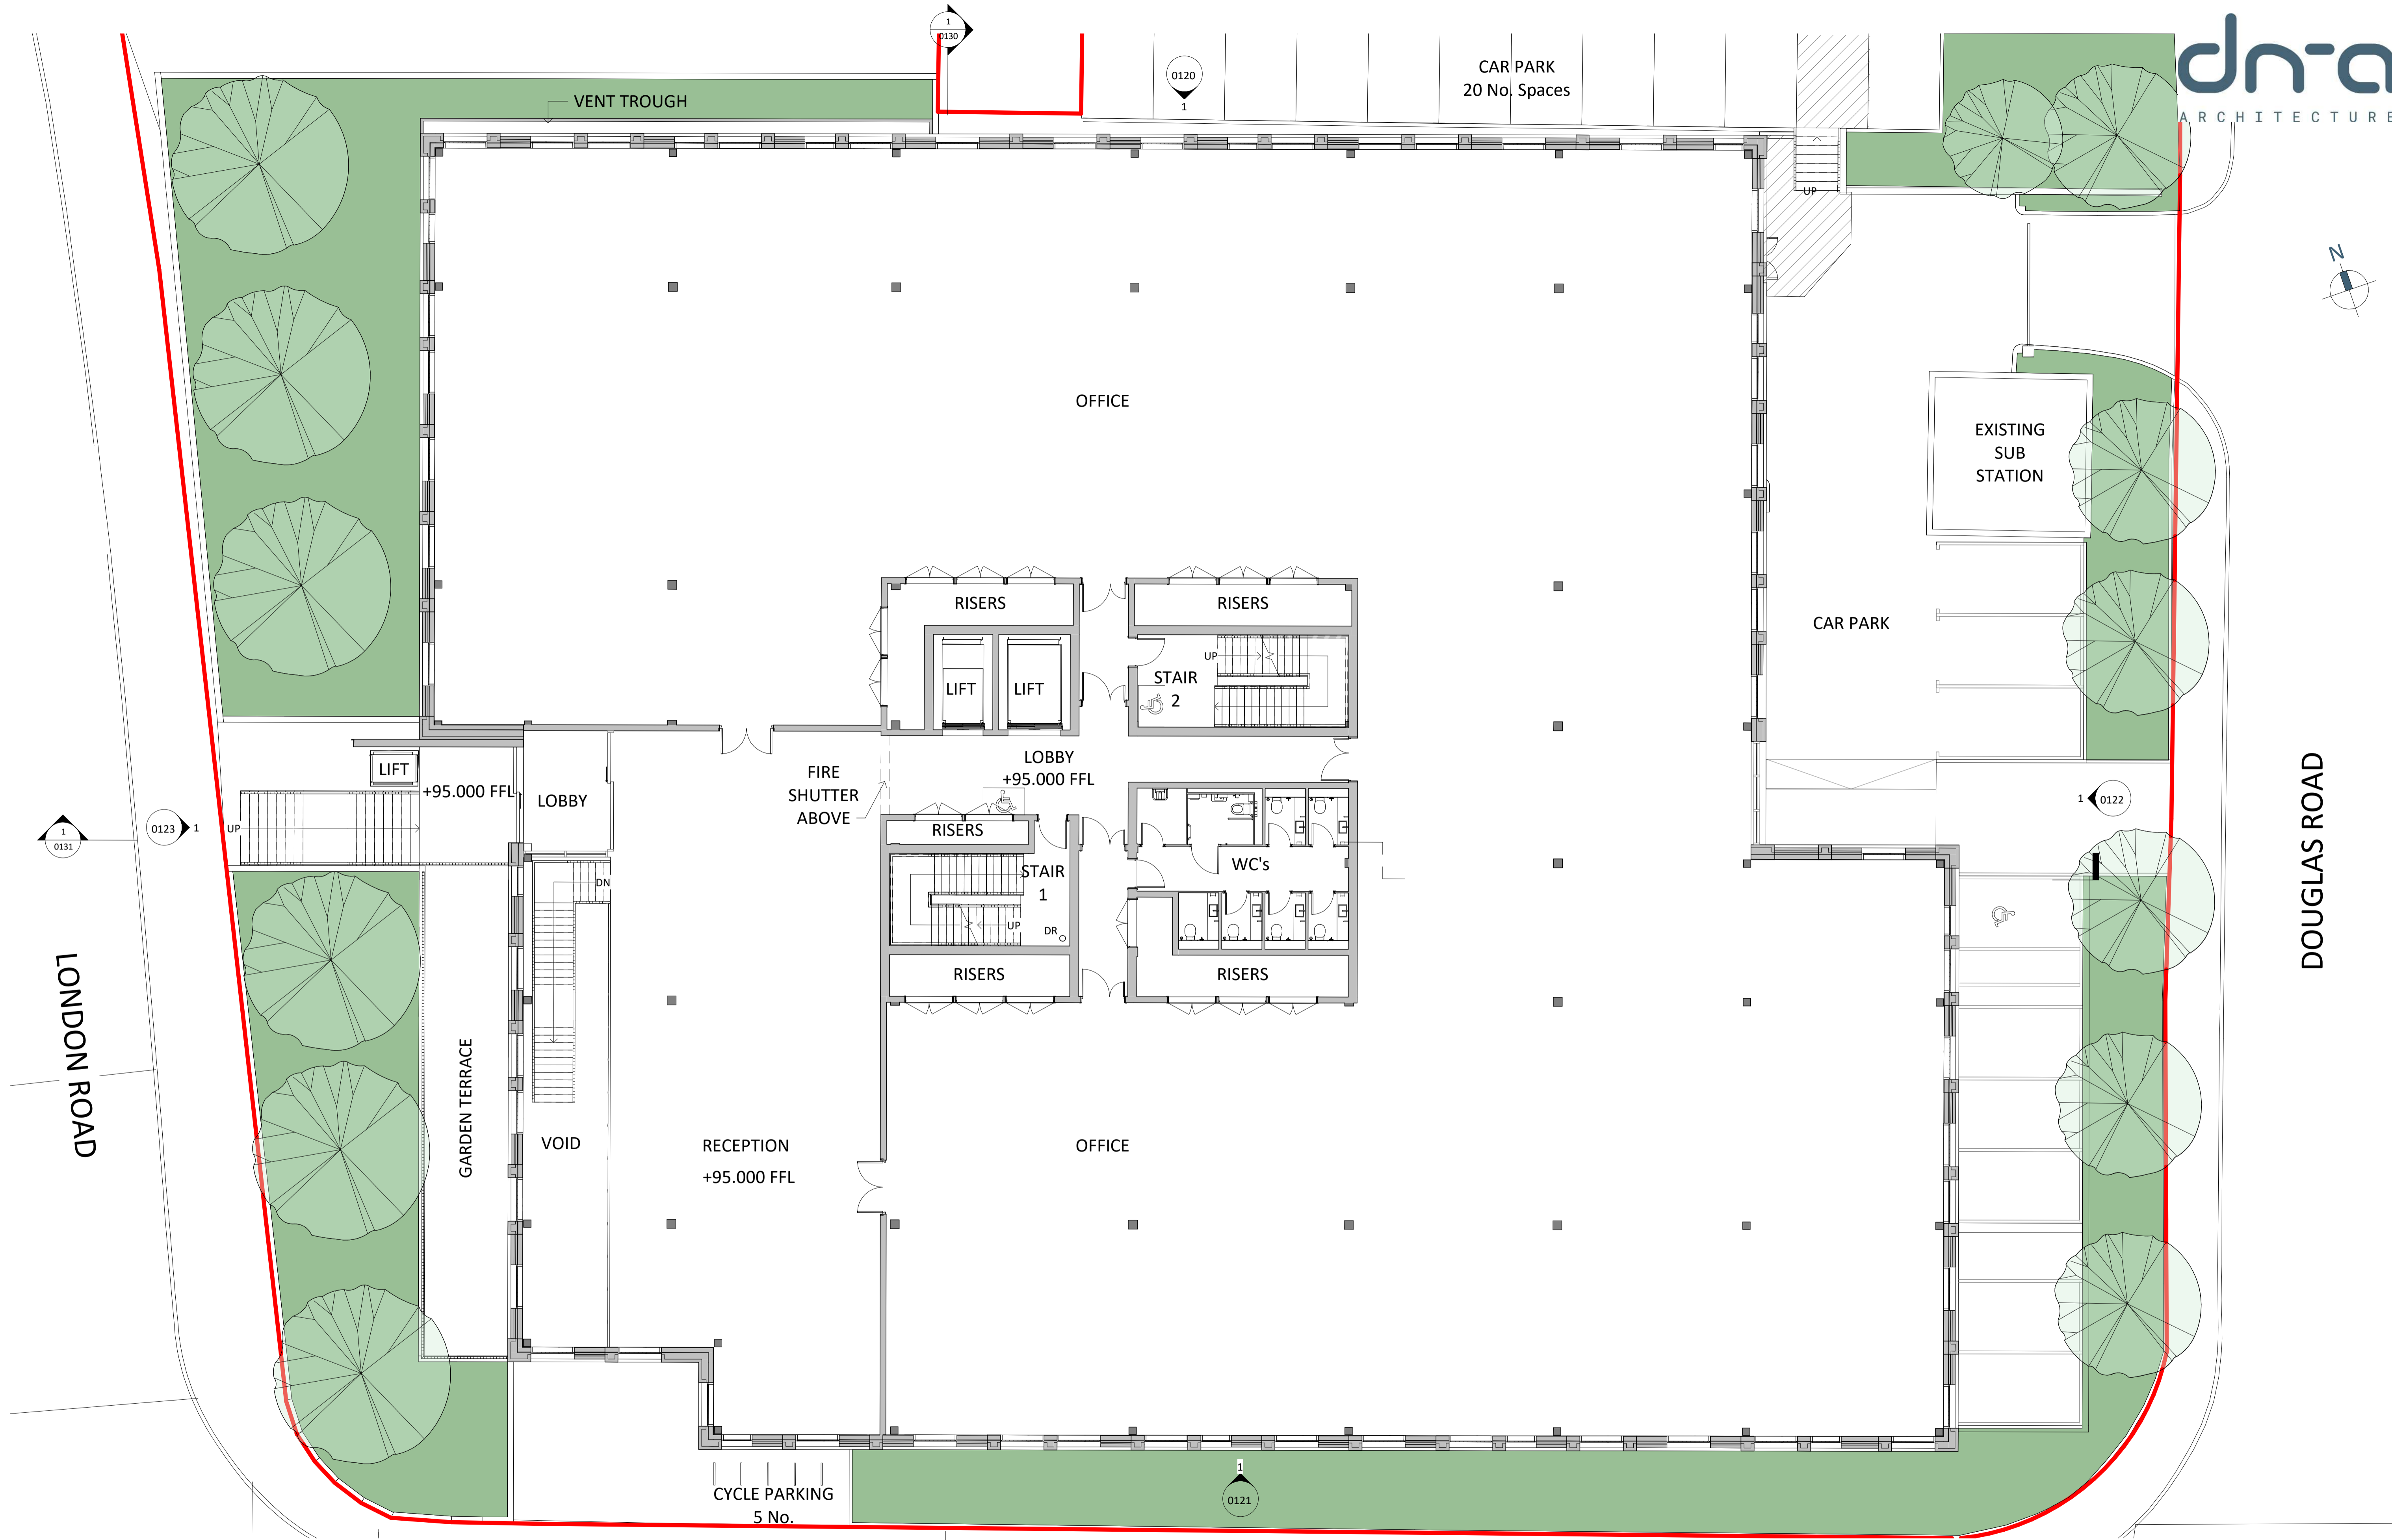 1
0130
dn-a
ARCHITECTURE
VENT TROUGH
0120
1
CAR PARK
20 No. Spaces
UP
N
OFFICE
EXISTING
SUB
STATION
RISERS
RISERS
CAR PARK
UP
LIFT
LIFT
STAIR
2
LIFT
+95.000 FFL
LOBBY
FIRE
SHUTTER
ABOVE
LOBBY
+95.000 FFL
1
0131
0123
1
UP
RISERS
1
0122
DOUGLAS ROAD
DN
STAIR
1
WC's
UP
DR
RISERS
RISERS
LONDON ROAD
GARDEN TERRACE
VOID
RECEPTION
+95.000 FFL
OFFICE
CYCLE PARKING
5 No.
1
0121